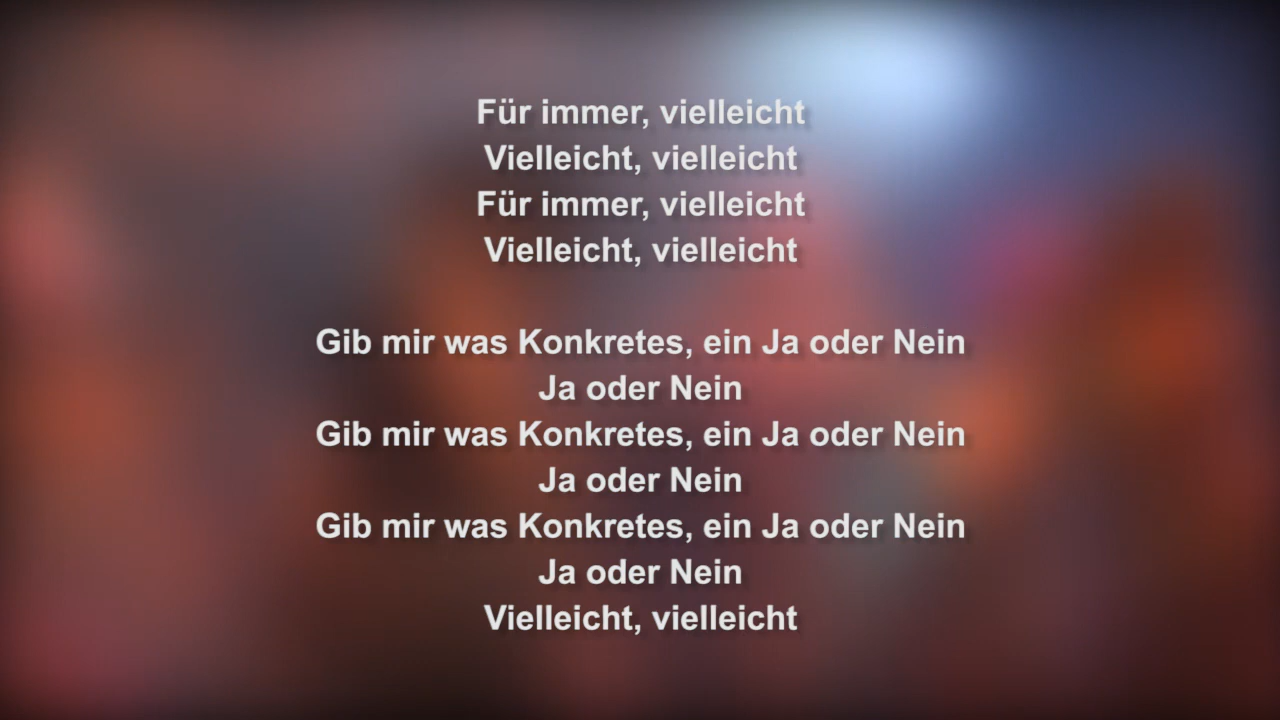 Für immer, vielleicht
Vielleicht, vielleicht
Für immer, vielleicht
Vielleicht, vielleicht
Gib mir was Konkretes, ein Ja oder Nein
Ja oder Nein
Gib mir was Konkretes, ein Ja oder Nein
Ja oder Nein
Gib mir was Konkretes, ein Ja oder Nein
Ja oder Nein
Vielleicht, vielleicht